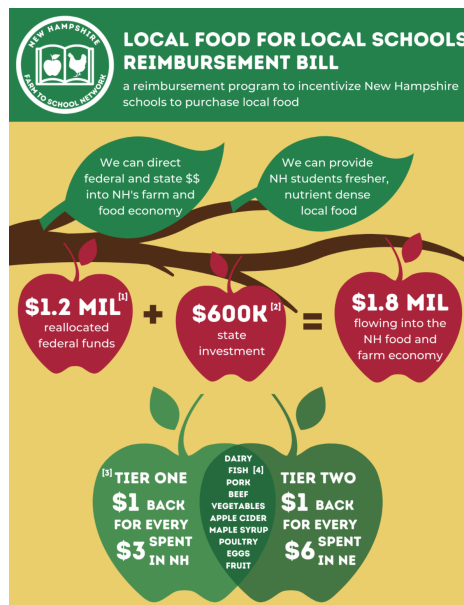 NEW HAMPSHIRE
FARM TO SCHOOL NETWORK
LOCAL FOOD FOR LOCAL SCHOOLS
REIMBURSEMENT BILL
a reimbursement program to incentivize New Hampshire
schools to purchase local food
We can direct
federal and state $$
into NH's farm and
food economy
We can provide
NH students fresher,
nutrient dense
local food
$1.2 MIL[1]
reallocated
federal funds
+
$600K[2]
state
investment
=
$1.8 MIL
flowing into the
NH food and
farm economy
[3] TIER ONE
$1 BACK
FOR EVERY
$3 SPENT
IN NH
DAIRY
FISH [4]
PORK
BEEF
VEGETABLES
APPLE CIDER
MAPLE SYRUP
POULTRY
EGGS
FRUIT
TIER TWO
$1 BACK
FOR EVERY
$6 SPENT
IN NE